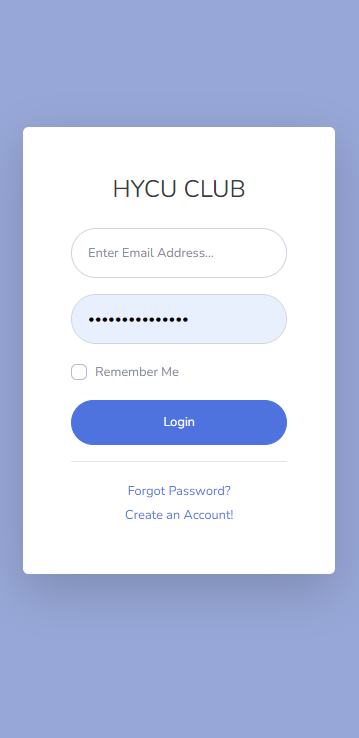 HYCU CLUB
Enter Email Address...
•••••••••••••••
Remember Me
Login
Forgot Password?
Create an Account!